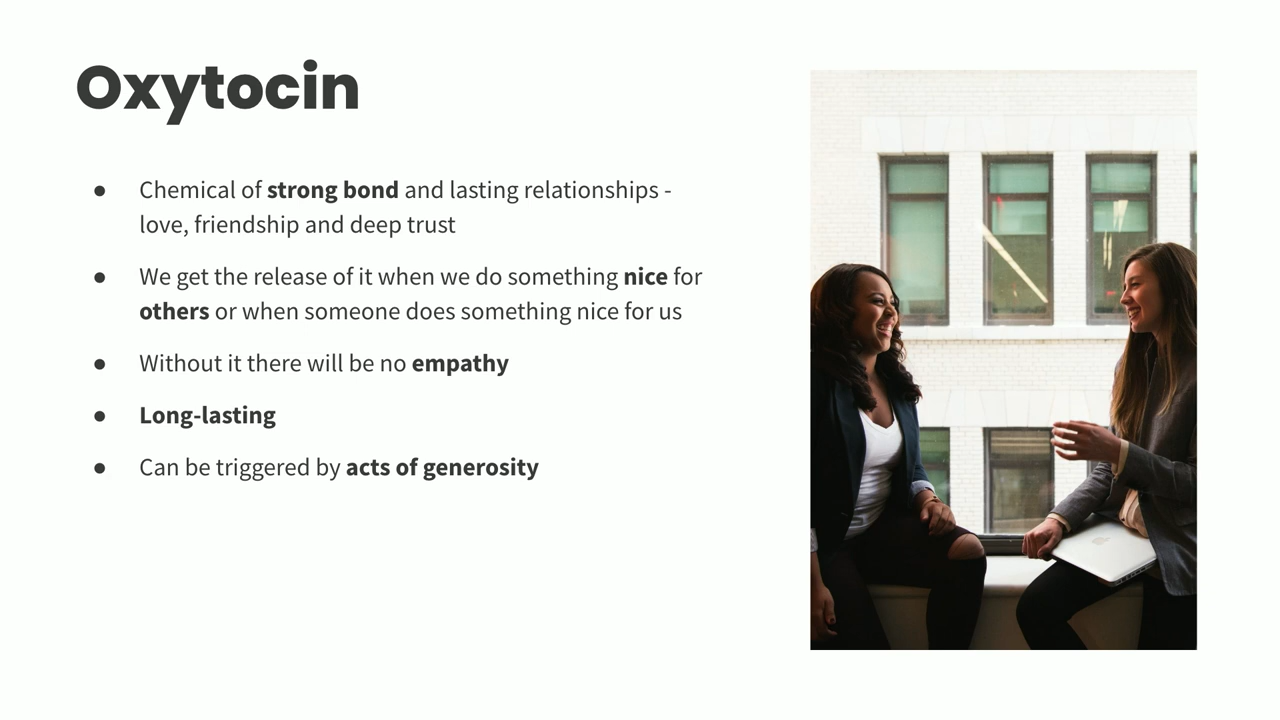 Oxytocin
● Chemical of strong bond and lasting relationships -
love, friendship and deep trust
● We get the release of it when we do something nice for
others or when someone does something nice for us
● Without it there will be no empathy
● Long-lasting
● Can be triggered by acts of generosity